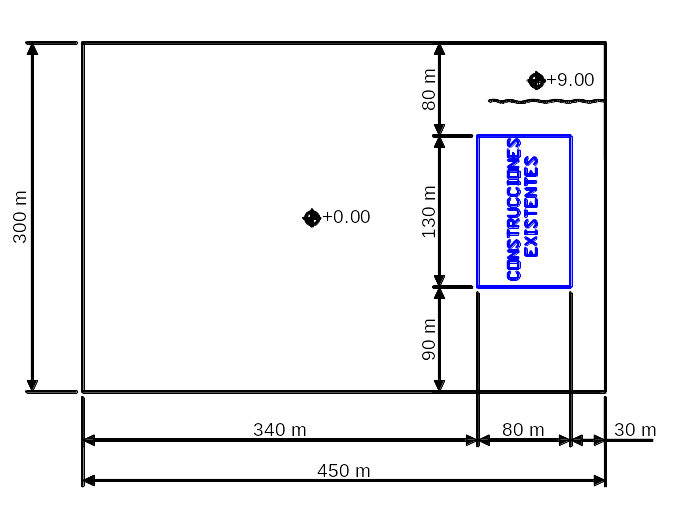 80 m
+9.00
300 m
+0.00
130 m
CONSTRUCCIONES
EXISTENTES
90 m
340 m
80 m
30 m
450 m